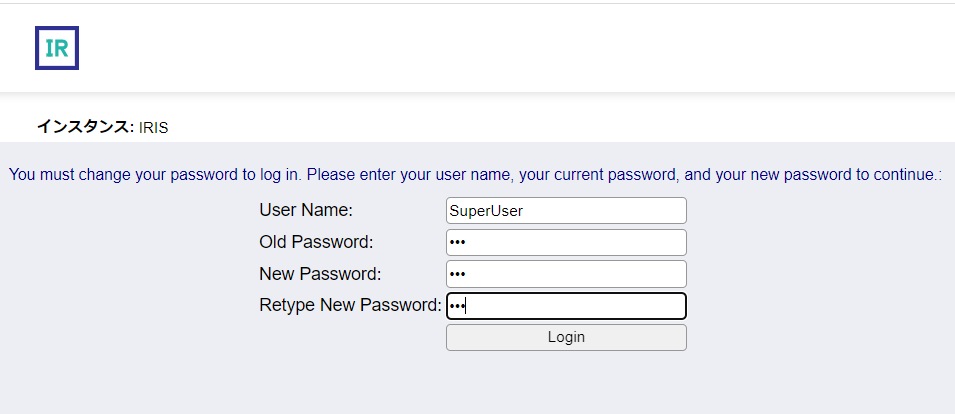 IR
インスタンス: IRIS
You must change your password to log in. Please enter your user name, your current password, and your new password to continue.:
User Name: SuperUser
Old Password: •••
New Password: •••
Retype New Password: •••
Login